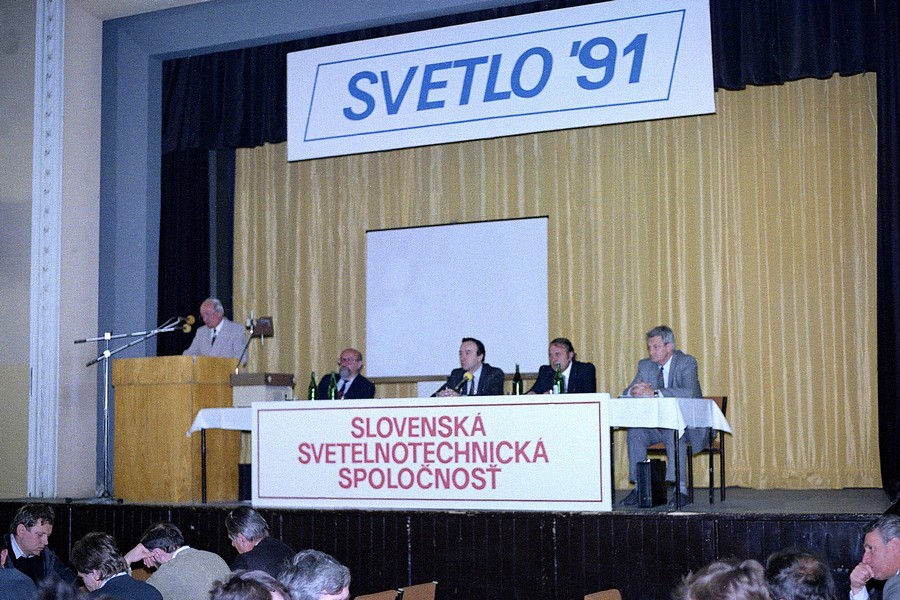 SVETLO '91
SLOVENSKÁ
SVETELNOTECHNICKÁ
SPOLOČNOSŤ